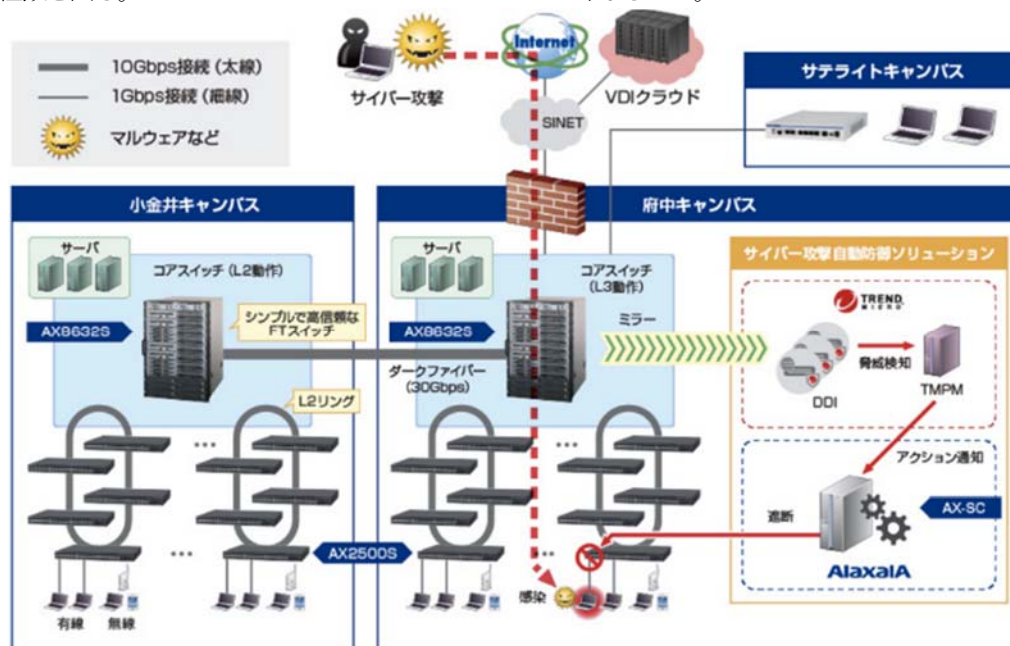 10Gbps接続（太線）
1Gbps接続（細線）
マルウェアなど
サイバー攻撃
Internet
VDIクラウド
SINET
サテライトキャンパス
小金井キャンパス
サーバ
コアスイッチ（L2動作）
AX8632S
シンプルで高信頼な
FTスイッチ
L2リング
有線
無線
府中キャンパス
サーバ
コアスイッチ
（L3動作）
AX8632S
ミラー
ダークファイバー
（30Gbps）
AX2500S
感染
サイバー攻撃自動防御ソリューション
TREND
MICRO
脅威検知
DDI
TMPM
アクション通知
遮断
AX-SC
AlaxalA